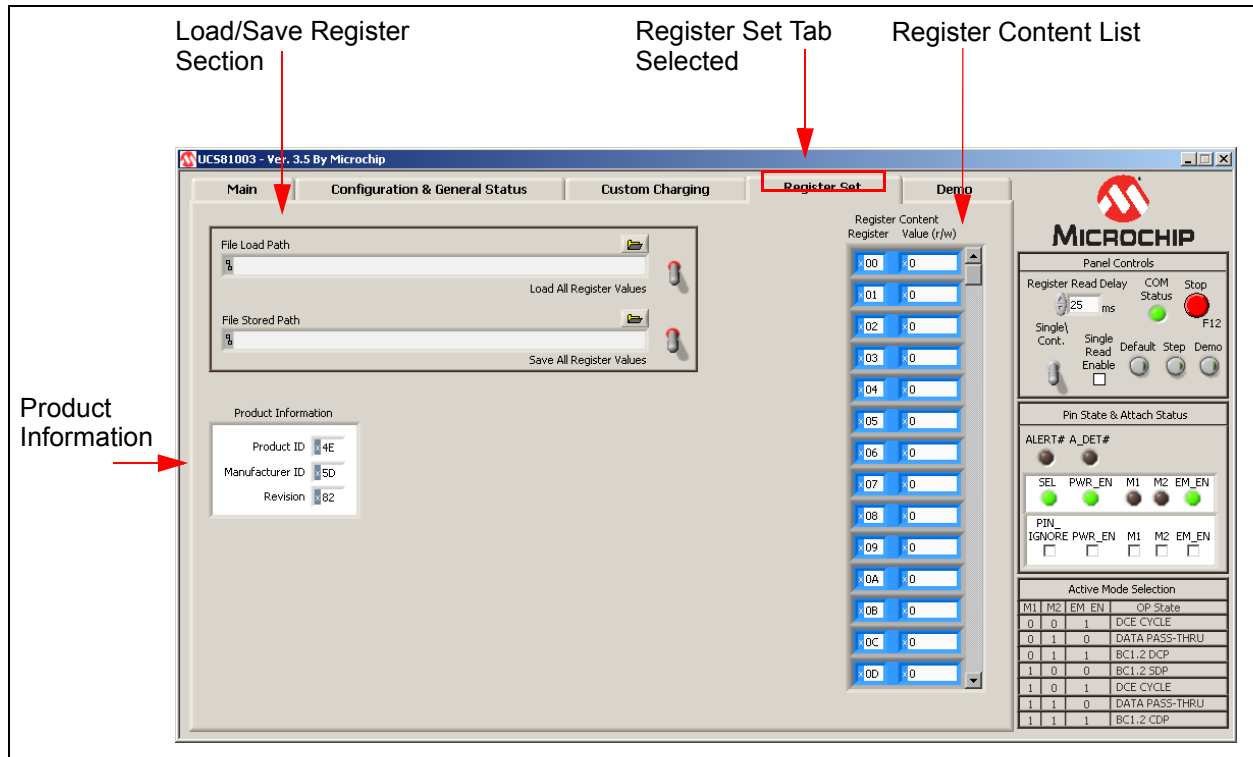 Load/Save Register
Section
Register Set Tab
Selected
Register Content List
UCS81003 - Ver. 3.5 By Microchip
Main
Configuration & General Status
Custom Charging
Register Set
Demo
File Load Path
Load All Register Values
File Stored Path
Save All Register Values
Product
Information
Product Information
Product ID x 4E
Manufacturer ID x 5D
Revision x 82
Register Content
Register Value (r/w)
x 00 x 0
x 01 x 0
x 02 x 0
x 03 x 0
x 04 x 0
x 05 x 0
x 06 x 0
x 07 x 0
x 08 x 0
x 09 x 0
x 0A x 0
x 0B x 0
x 0C x 0
x 0D x 0
MICROCHIP
Panel Controls
Register Read Delay
25 ms
COM
Status
Stop
F12
Single\
Cont.
Single
Read
Enable
Default
Step
Demo
Pin State & Attach Status
ALERT# A_DET#
SEL PWR_EN M1 M2 EM_EN
PIN_
IGNORE PWR_EN M1 M2 EM_EN
Active Mode Selection
M1 M2 EM EN OP State
0 0 1 DCE CYCLE
0 1 0 DATA PASS-THRU
0 1 1 BC1.2 DCP
1 0 0 BC1.2 SDP
1 0 1 DCE CYCLE
1 1 0 DATA PASS-THRU
1 1 1 BC1.2 CDP